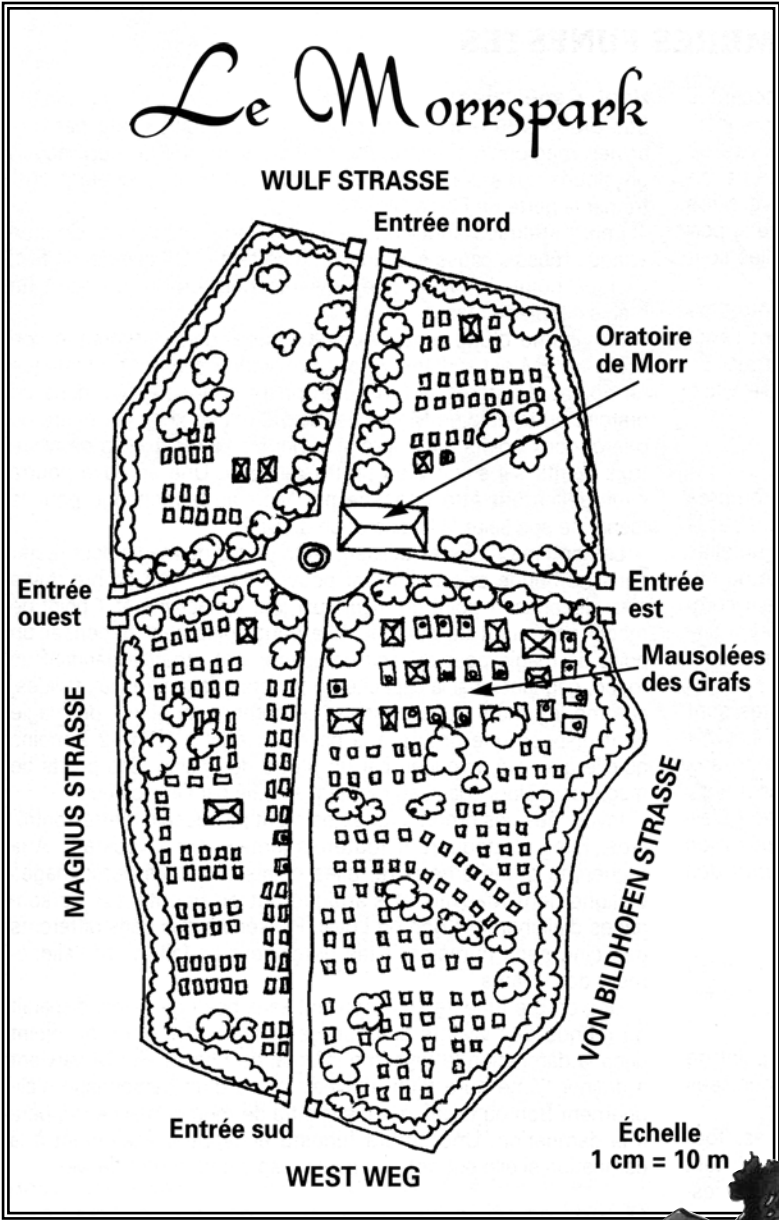 Le Morrspark
WULF STRASSE
Entrée nord
Oratoire
de Morr
Entrée
ouest
Entrée
est
Mausolées
des Grafs
MAGNUS STRASSE
VON BILDHOFEN STRASSE
Entrée sud
WEST WEG
Échelle
1 cm = 10 m